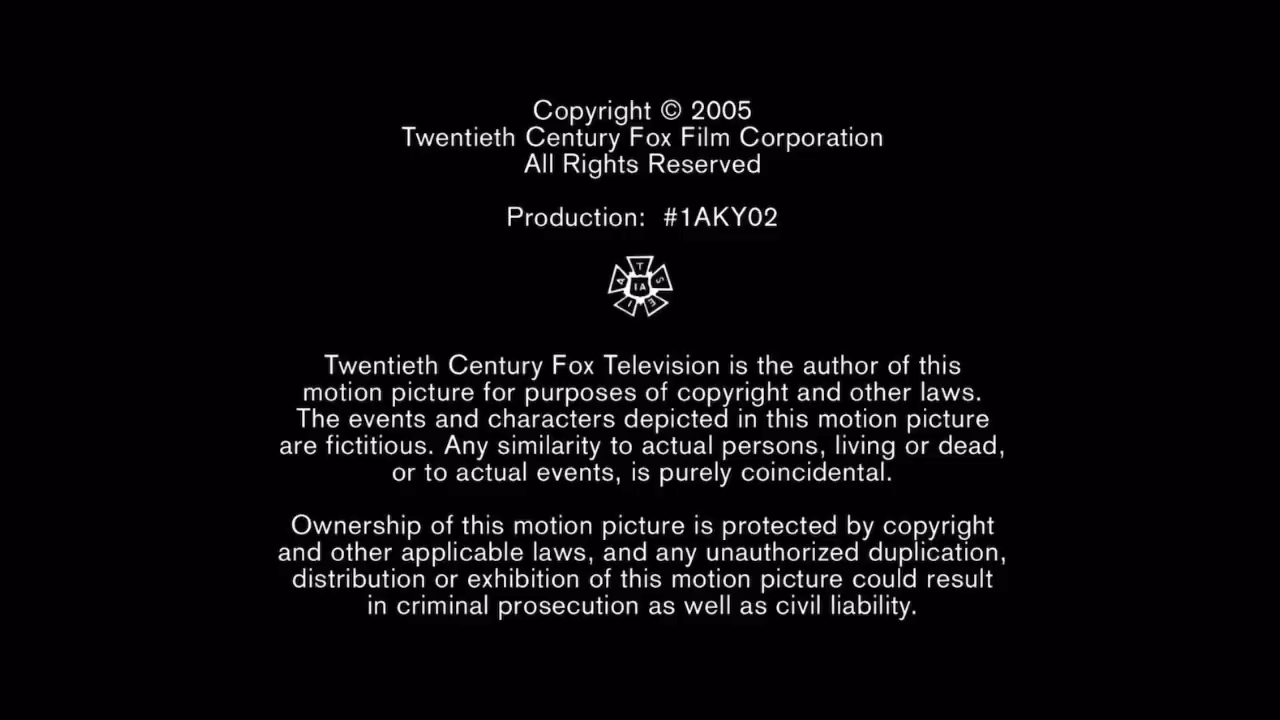 Copyright © 2005
Twentieth Century Fox Film Corporation
All Rights Reserved
Production: #1AKY02
IATSE
IA
Twentieth Century Fox Television is the author of this
motion picture for purposes of copyright and other laws.
The events and characters depicted in this motion picture
are fictitious. Any similarity to actual persons, living or dead,
or to actual events, is purely coincidental.
Ownership of this motion picture is protected by copyright
and other applicable laws, and any unauthorized duplication,
distribution or exhibition of this motion picture could result
in criminal prosecution as well as civil liability.